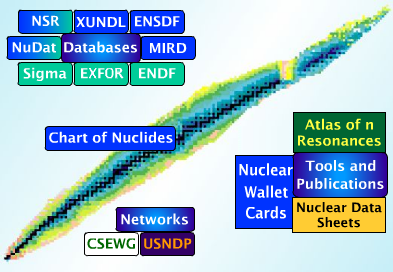 NSR XUNDL ENSDF
NuDat Databases MIRD
Sigma EXFOR ENDF
Chart of Nuclides
Atlas of n
Resonances
Nuclear
Wallet
Cards
Tools and
Publications
Nuclear Data
Sheets
Networks
CSEWG USNDP